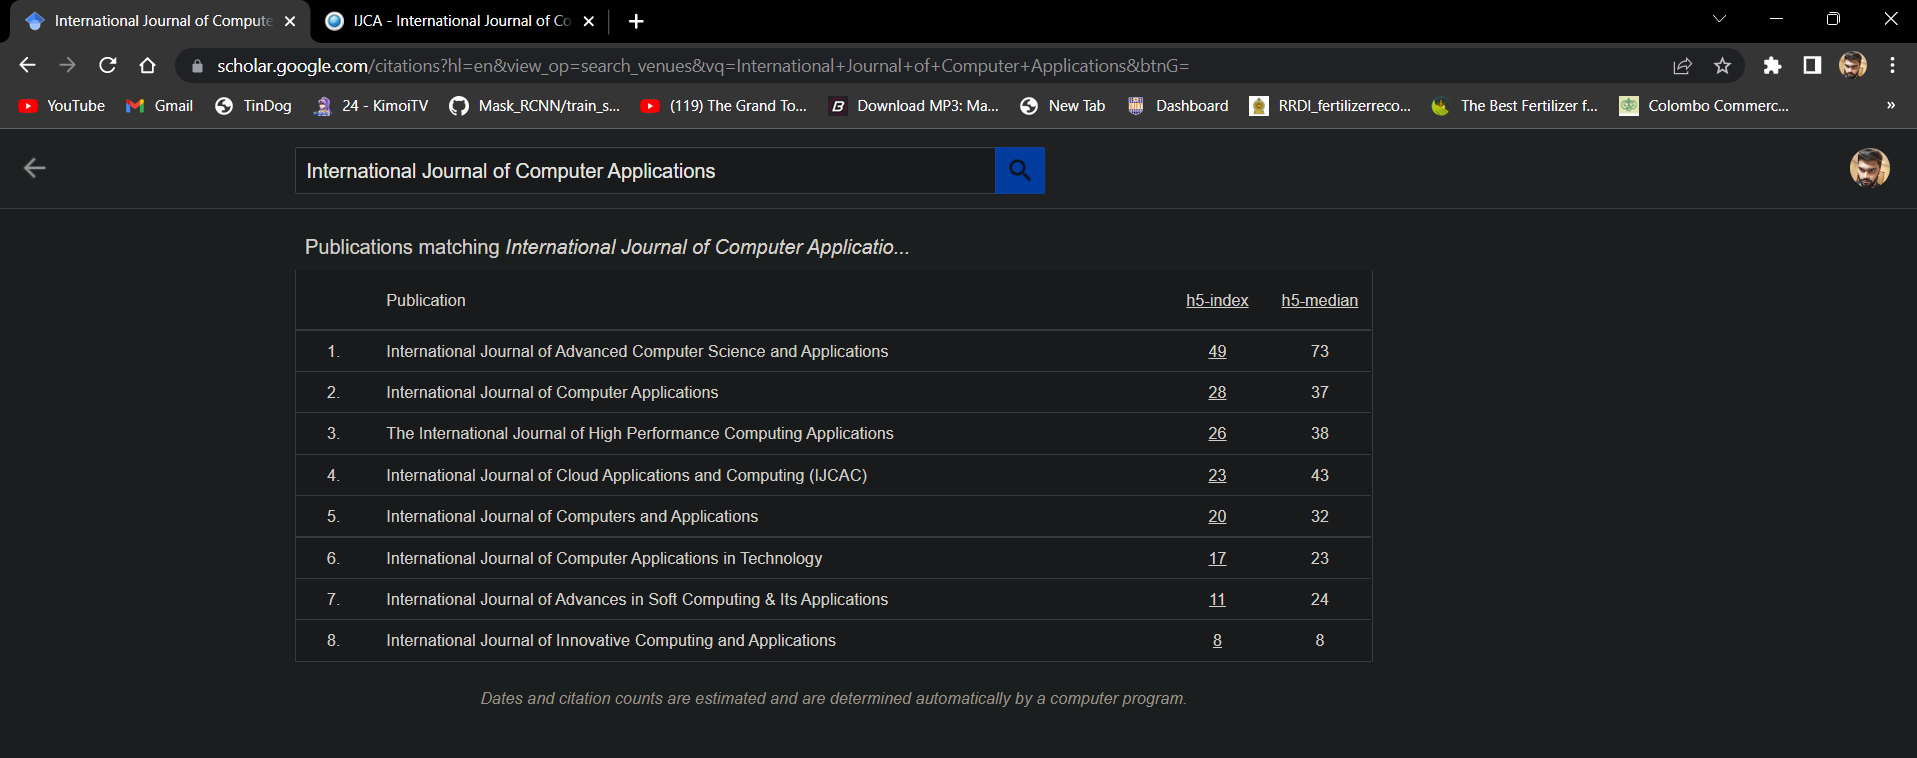 International Journal of Compute
IJCA - International Journal of Co
scholar.google.com/citations?hl=en&view_op=search_venues&vq=International+Journal+of+Computer+Applications&btnG=
YouTube Gmail TinDog 24 - KimoiTV Mask_RCNN/train_s... (119) The Grand To... Download MP3: Ma... New Tab Dashboard RRDI_fertilizerreco... The Best Fertilizer f... Colombo Commerc... »
International Journal of Computer Applications
Publications matching International Journal of Computer Applicatio...
Publication h5-index h5-median
1. International Journal of Advanced Computer Science and Applications 49 73
2. International Journal of Computer Applications 28 37
3. The International Journal of High Performance Computing Applications 26 38
4. International Journal of Cloud Applications and Computing (IJCAC) 23 43
5. International Journal of Computers and Applications 20 32
6. International Journal of Computer Applications in Technology 17 23
7. International Journal of Advances in Soft Computing & Its Applications 11 24
8. International Journal of Innovative Computing and Applications 8 8
Dates and citation counts are estimated and are determined automatically by a computer program.